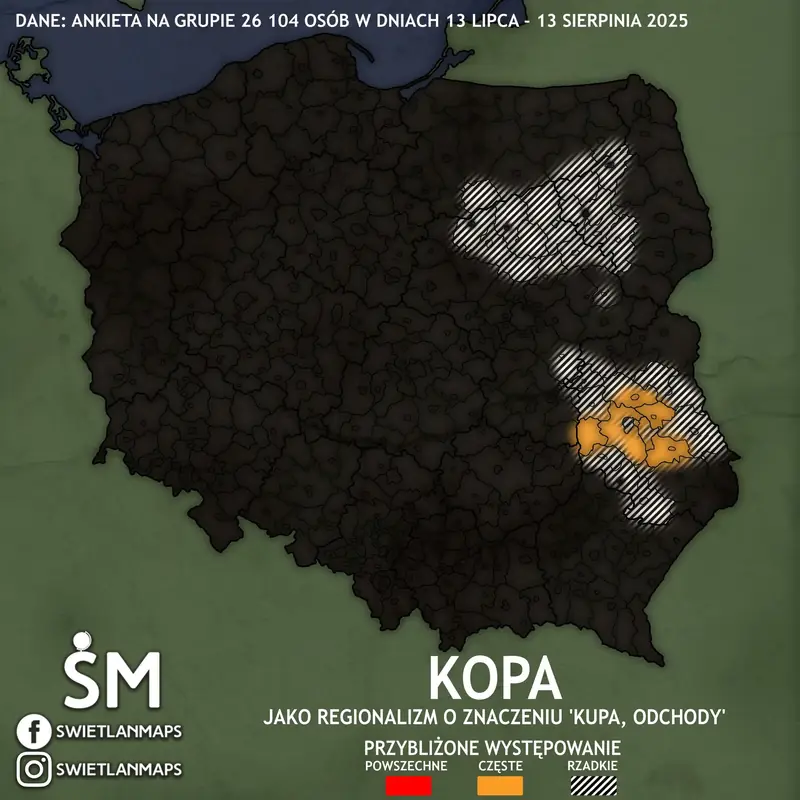 DANE: ANKIETA NA GRUPIE 26 104 OSÓB W DNIACH 13 LIPCA - 13 SIERPNIA 2025
ŚM
SWIETLANMAPS
SWIETLANMAPS
KOPA
JAKO REGIONALIZM O ZNACZENIU 'KUPA, ODCHODY'
PRZYBLIŻONE WYSTĘPOWANIE
POWSZECHNE CZĘSTE RZADKIE